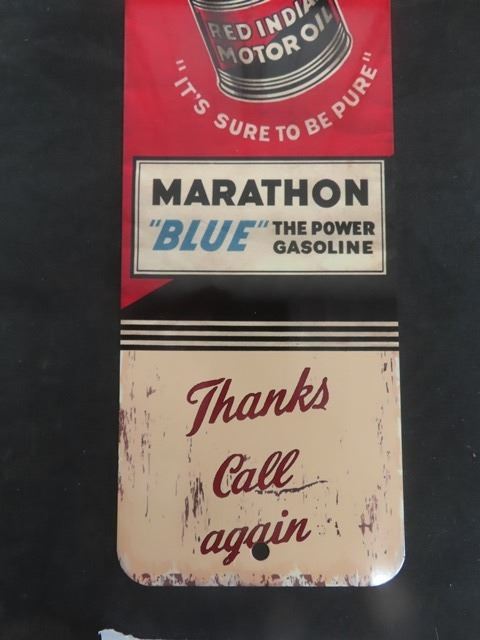 RED INDIAN
MOTOR OIL
"IT'S SURE TO BE PURE"
MARATHON
"BLUE" THE POWER
GASOLINE
Thanks
Call
again